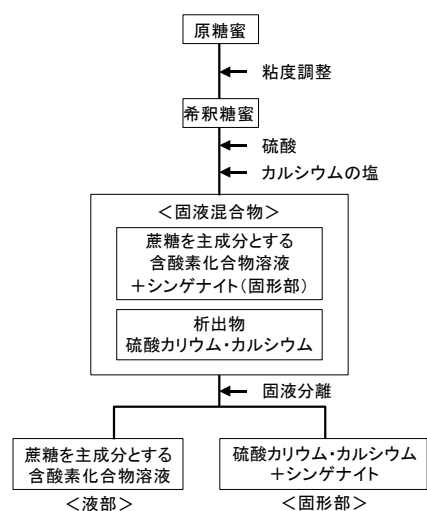 原糖蜜
粘度調整
希釈糖蜜
硫酸
カルシウムの塩
＜固液混合物＞
蔗糖を主成分とする
含酸素化合物溶液
＋シンゲナイト（固形部）
析出物
硫酸カリウム・カルシウム
固液分離
蔗糖を主成分とする
含酸素化合物溶液
＜液部＞
硫酸カリウム・カルシウム
＋シンゲナイト
＜固形部＞